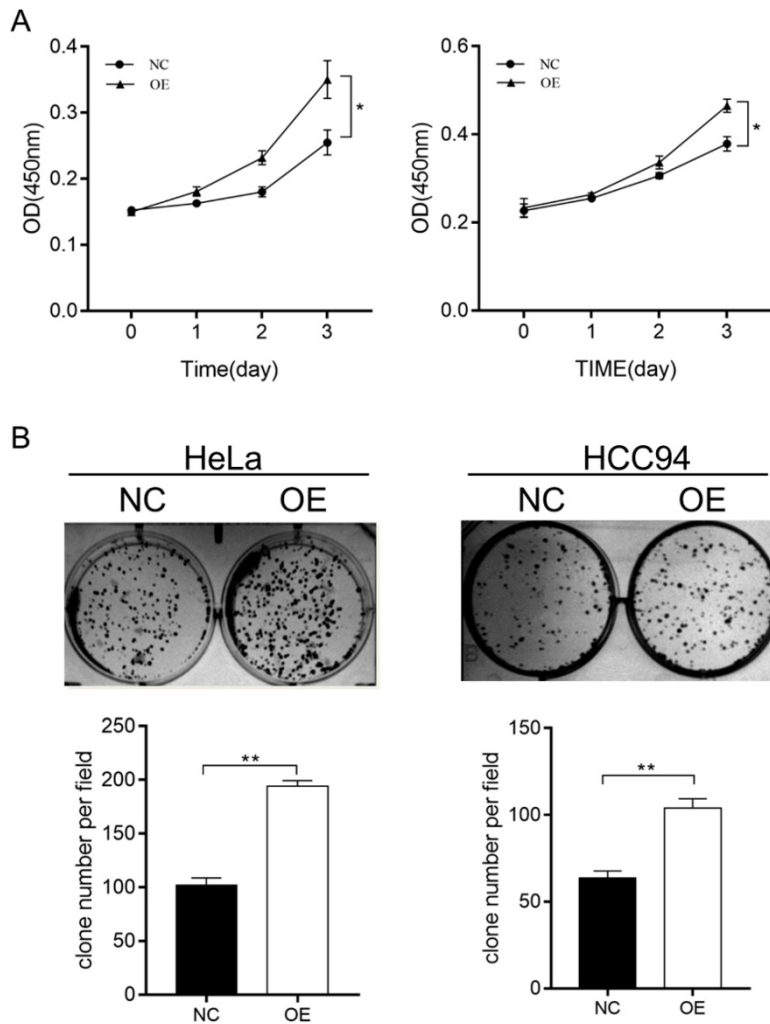 A
0.4
0.3
0.2
0.1
0.0
OD(450nm)
NC
OE
*
0 1 2 3
Time(day)
0.6
0.4
0.2
0.0
OD(450nm)
NC
OE
*
0 1 2 3
TIME(day)
B
HeLa
NC OE
HCC94
NC OE
250
200
150
100
50
0
clone number per field
**
NC OE
150
100
50
0
clone number per field
**
NC OE